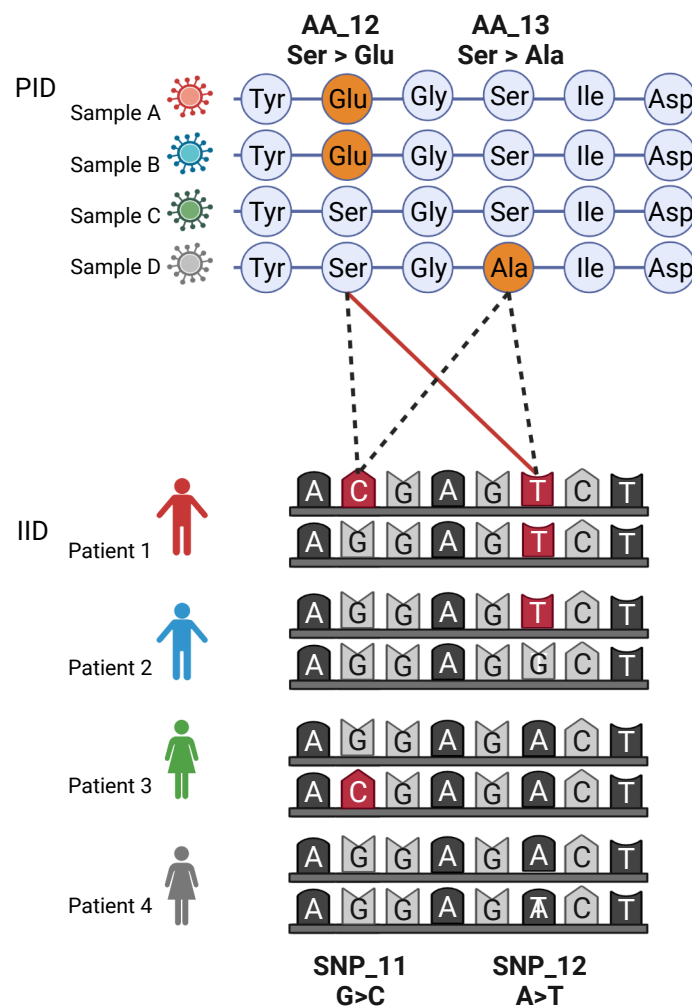 AA_12 AA_13
Ser > Glu Ser > Ala
PID
Sample A Tyr Glu Gly Ser Ile Asp
Sample B Tyr Glu Gly Ser Ile Asp
Sample C Tyr Ser Gly Ser Ile Asp
Sample D Tyr Ser Gly Ala Ile Asp
A C G A G T C T
IID
Patient 1
A G G A G T C T
A G G A G T C T
Patient 2
A G G A G G C T
A G G A G A C T
Patient 3
A C G A G A C T
A G G A G A C T
Patient 4
A G G A G C T
SNP_11 SNP_12
G>C A>T